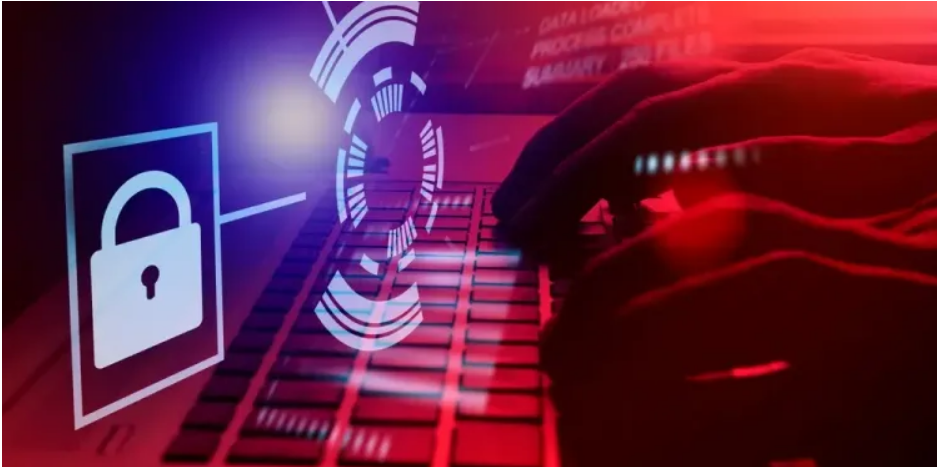 DATA LOADED
PROCESS COMPLETE
SUMMARY 250 FILES